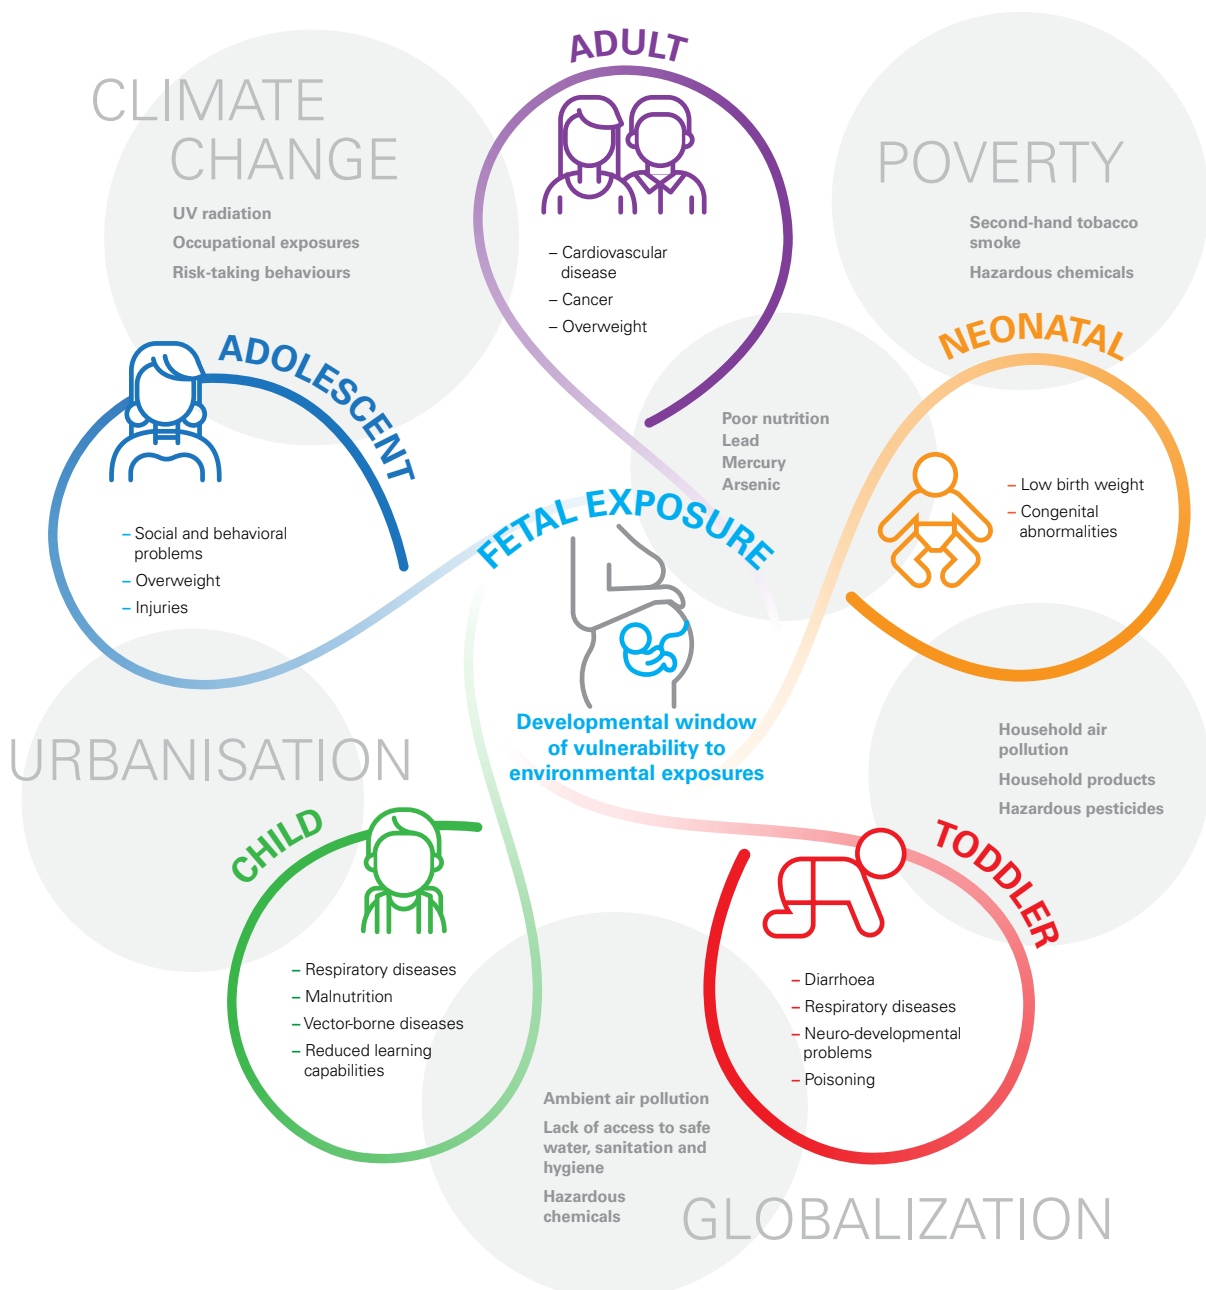 ADULT
CLIMATE
CHANGE
UV radiation
Occupational exposures
Risk-taking behaviours
– Cardiovascular
disease
– Cancer
– Overweight
POVERTY
Second-hand tobacco
smoke
Hazardous chemicals
ADOLESCENT
– Social and behavioral
problems
– Overweight
– Injuries
Poor nutrition
Lead
Mercury
Arsenic
NEONATAL
– Low birth weight
– Congenital
abnormalities
FETAL EXPOSURE
Developmental window
of vulnerability to
environmental exposures
URBANISATION
Household air
pollution
Household products
Hazardous pesticides
CHILD
– Respiratory diseases
– Malnutrition
– Vector-borne diseases
– Reduced learning
capabilities
TODDLER
– Diarrhoea
– Respiratory diseases
– Neuro-developmental
problems
– Poisoning
Ambient air pollution
Lack of access to safe
water, sanitation and
hygiene
Hazardous
chemicals
GLOBALIZATION